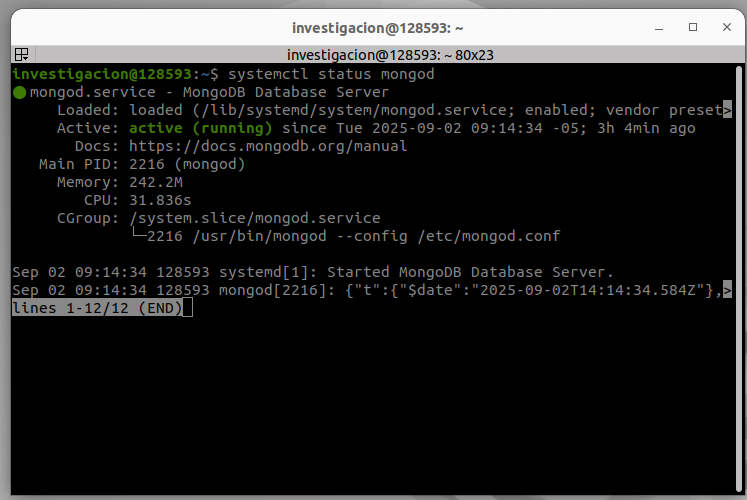 investigacion@128593: ~
investigacion@128593: ~ 80x23
investigacion@128593:~$ systemctl status mongod
● mongod.service - MongoDB Database Server
     Loaded: loaded (/lib/systemd/system/mongod.service; enabled; vendor preset>
     Active: active (running) since Tue 2025-09-02 09:14:34 -05; 3h 4min ago
       Docs: https://docs.mongodb.org/manual
   Main PID: 2216 (mongod)
     Memory: 242.2M
        CPU: 31.836s
     CGroup: /system.slice/mongod.service
             └─2216 /usr/bin/mongod --config /etc/mongod.conf
Sep 02 09:14:34 128593 systemd[1]: Started MongoDB Database Server.
Sep 02 09:14:34 128593 mongod[2216]: {"t":{"$date":"2025-09-02T14:14:34.584Z"},>
lines 1-12/12 (END)